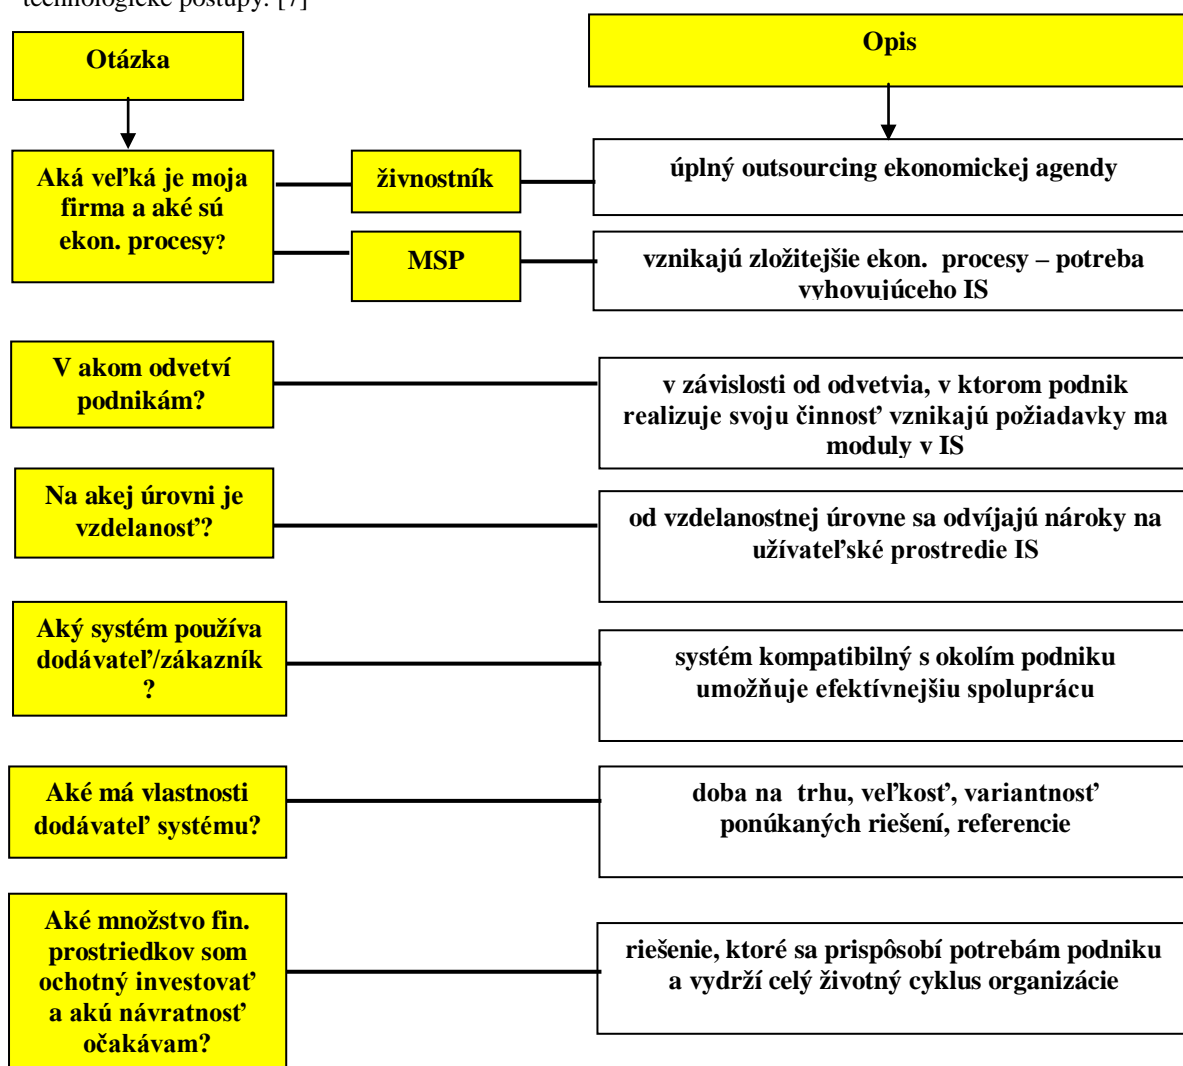 technologické postupy. [7]
Otázka
Opis
Aká veľká je moja
firma a aké sú
ekon. procesy?
živnostník
úplný outsourcing ekonomickej agendy
MSP
vznikajú zložitejšie ekon. procesy – potreba
vyhovujúceho IS
V akom odvetví
podnikám?
v závislosti od odvetvia, v ktorom podnik
realizuje svoju činnosť vznikajú požiadavky ma
moduly v IS
Na akej úrovni je
vzdelanosť?
od vzdelanostnej úrovne sa odvíjajú nároky na
užívateľské prostredie IS
Aký systém používa
dodávateľ/zákazník
?
systém kompatibilný s okolím podniku
umožňuje efektívnejšiu spoluprácu
Aké má vlastnosti
dodávateľ systému?
doba na trhu, veľkosť, variantnosť
ponúkaných riešení, referencie
Aké množstvo fin.
prostriedkov som
ochotný investovať
a akú návratnosť
očakávam?
riešenie, ktoré sa prispôsobí potrebám podniku
a vydrží celý životný cyklus organizácie